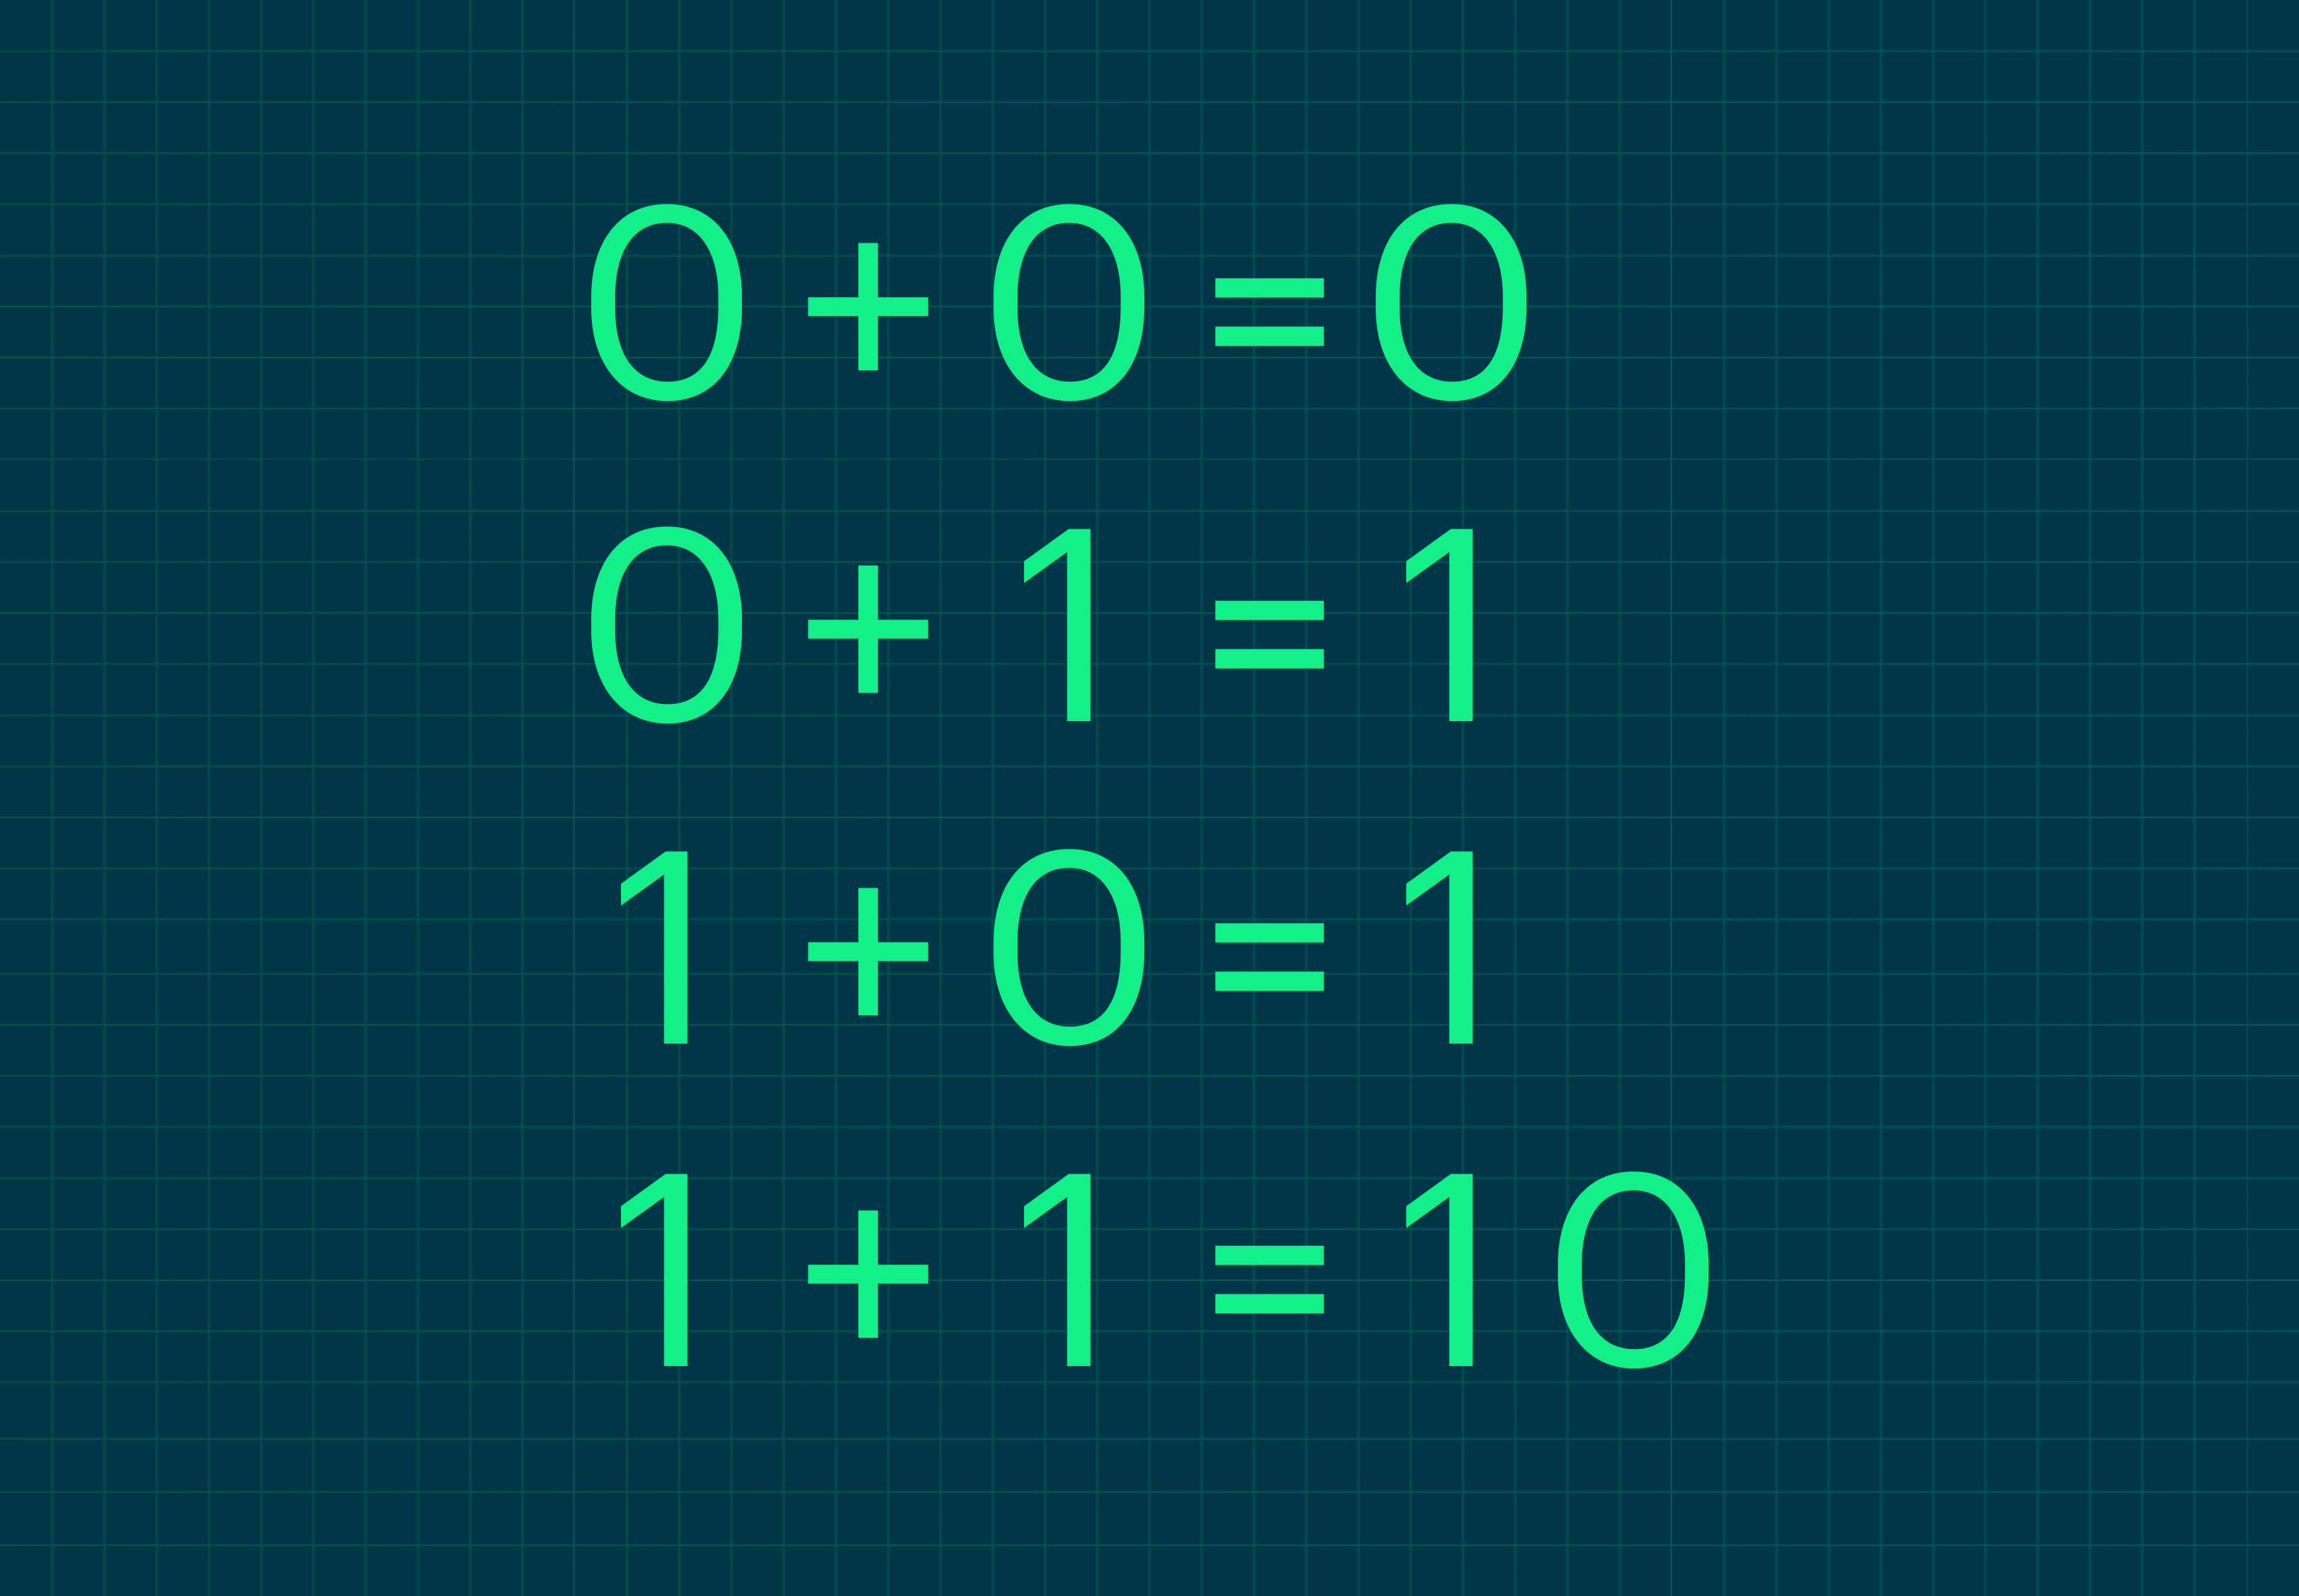 0 + 0 = 0
0 + 1 = 1
1 + 0 = 1
1 + 1 = 10